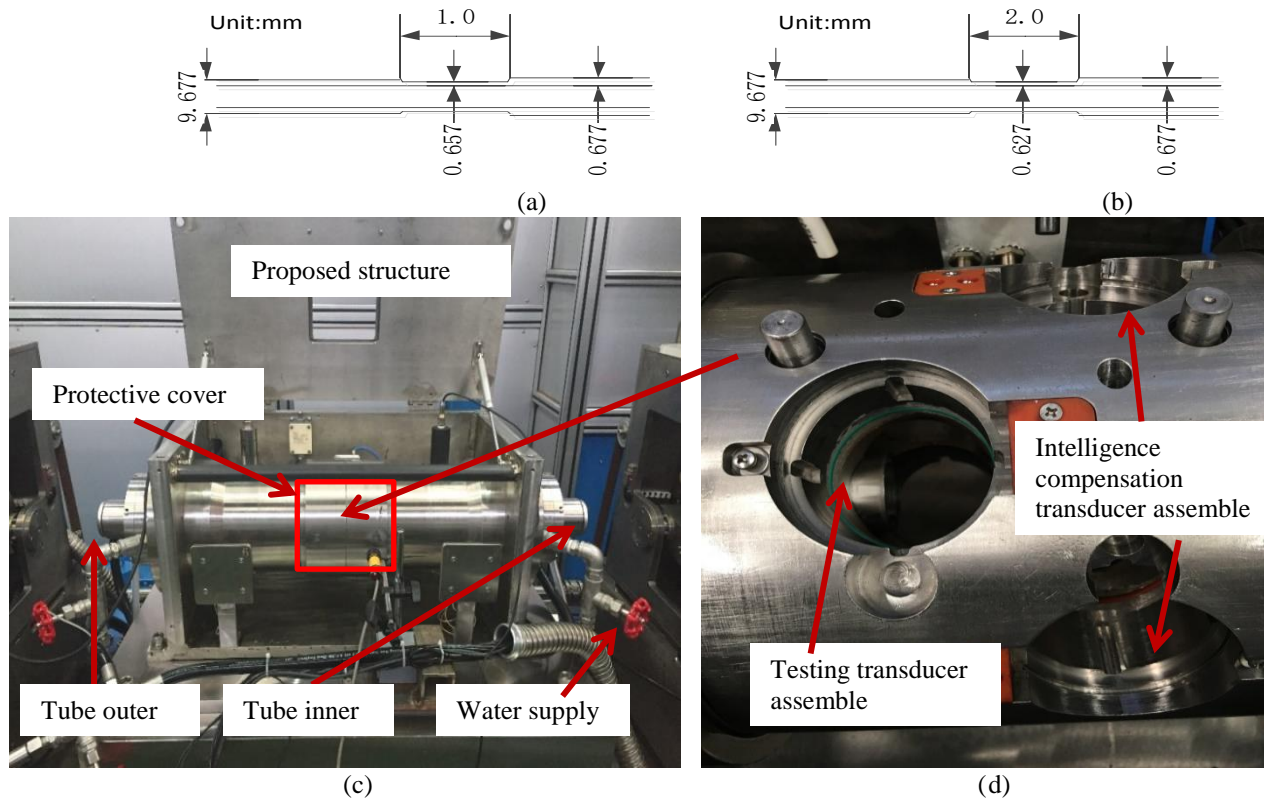 Unit:mm
1.0
9.677
0.657
0.677
(a)
Unit:mm
2.0
9.677
0.627
0.677
(b)
Proposed structure
Protective cover
Tube outer
Tube inner
Water supply
(c)
Intelligence
compensation
transducer assemble
Testing transducer
assemble
(d)